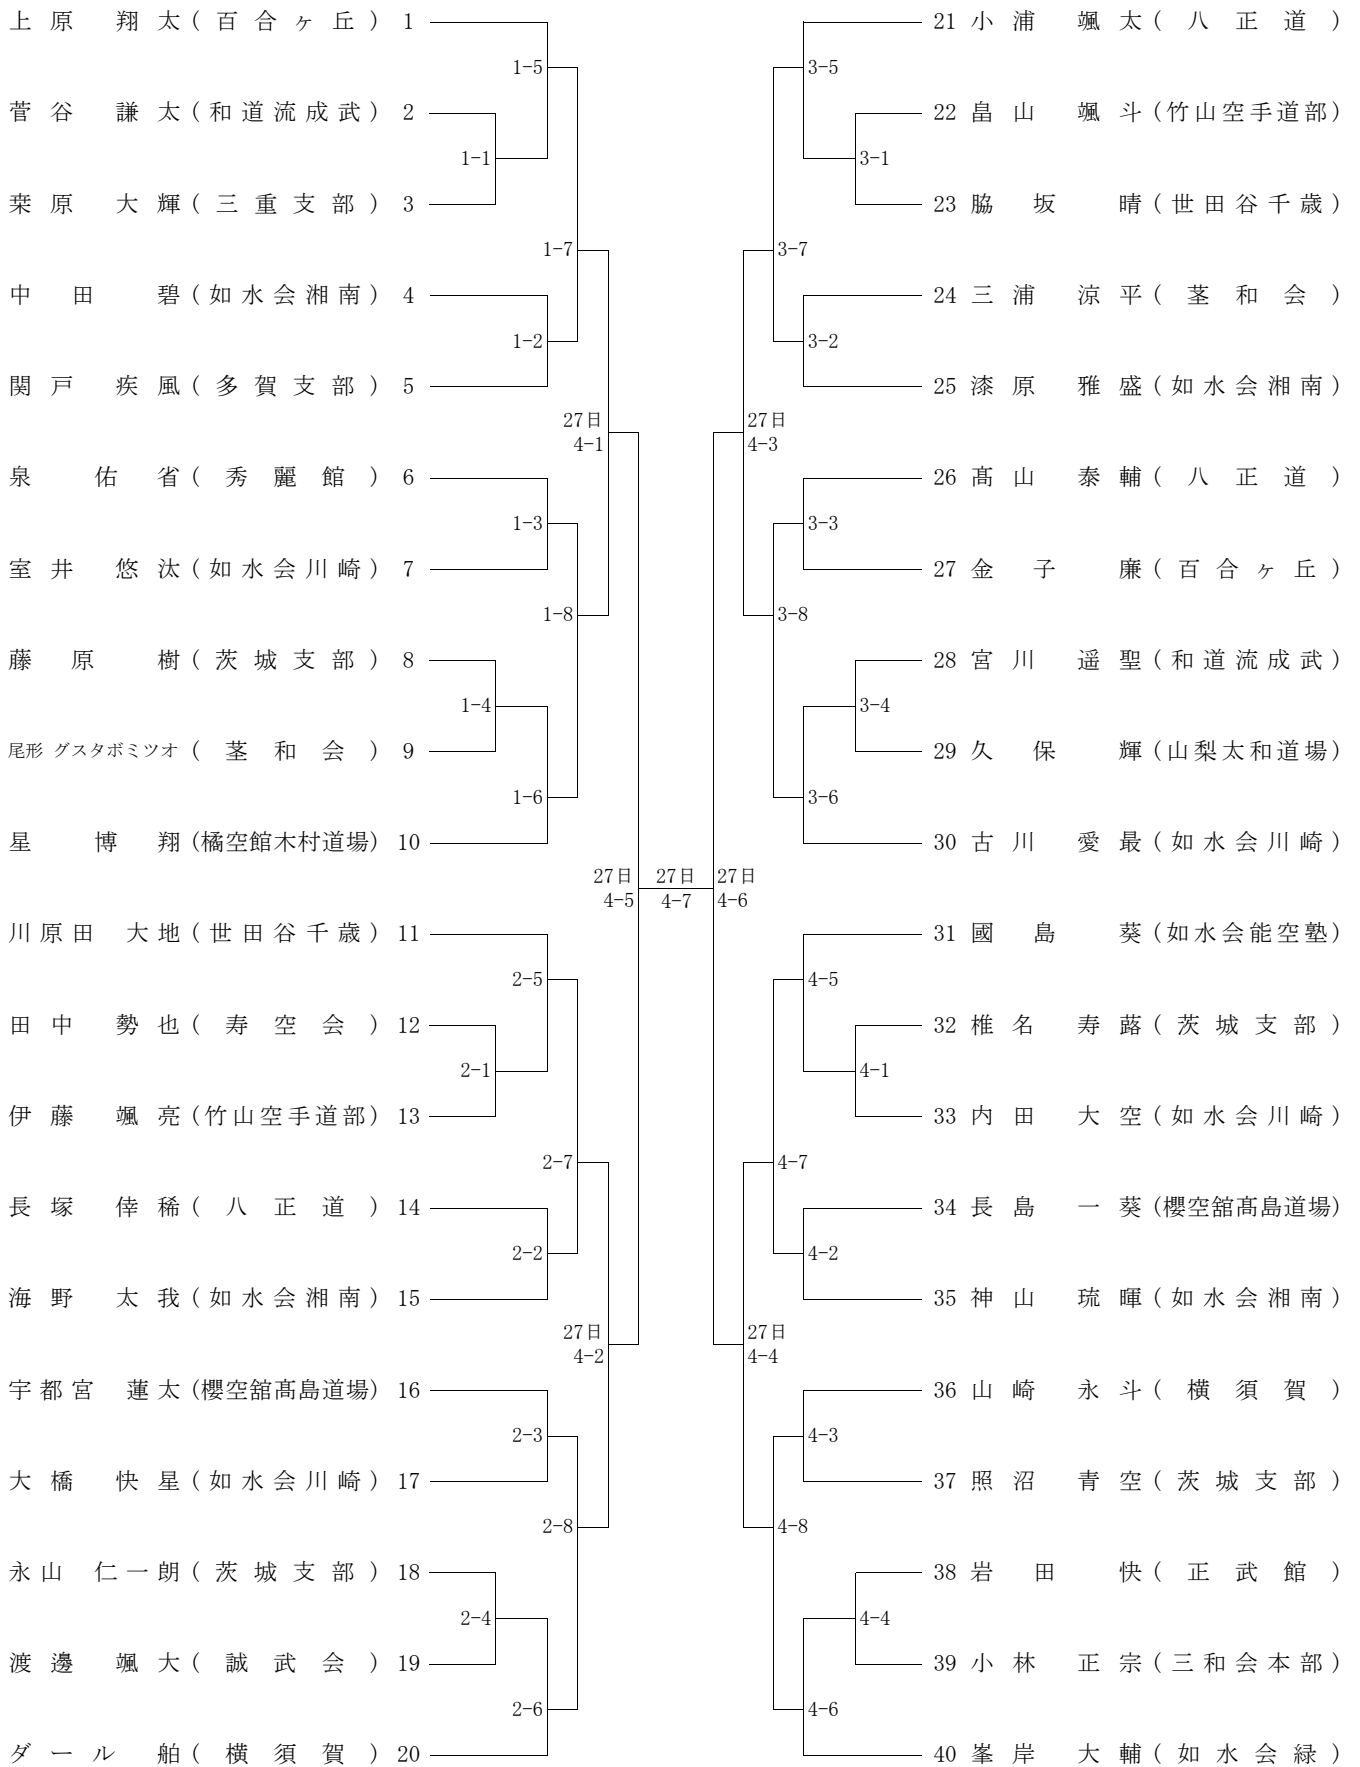 上原 翔太(百合ヶ丘) 1
1-5
菅谷 謙太(和道流成武) 2
1-1
桒原 大輝(三重支部) 3
1-7
中田 碧(如水会湘南) 4
1-2
関戸 疾風(多賀支部) 5
27日
4-1
泉 佑省(秀麗館) 6
1-3
室井 悠汰(如水会川崎) 7
1-8
藤原 樹(茨城支部) 8
1-4
尾形 グスタボミツオ(茎和会) 9
1-6
星 博翔(橘空館木村道場) 10
27日
4-5
川原田 大地(世田谷千歳) 11
2-5
田中 勢也(寿空会) 12
2-1
伊藤 颯亮(竹山空手道部) 13
2-7
長塚 倖稀(八正道) 14
2-2
海野 太我(如水会湘南) 15
27日
4-2
宇都宮 蓮太(櫻空舘髙島道場) 16
2-3
大橋 快星(如水会川崎) 17
2-8
永山 仁一朗(茨城支部) 18
2-4
渡邊 颯大(誠武会) 19
2-6
ダール 舶(横須賀) 20
27日
4-7
21 小浦 颯太(八正道)
3-5
22 畠山 颯斗(竹山空手道部)
3-1
23 脇坂 晴(世田谷千歳)
3-7
24 三浦 涼平(茎和会)
3-2
25 漆原 雅盛(如水会湘南)
27日
4-3
26 髙山 泰輔(八正道)
3-3
27 金子 廉(百合ヶ丘)
3-8
28 宮川 遥聖(和道流成武)
3-4
29 久保 輝(山梨太和道場)
3-6
30 古川 愛最(如水会川崎)
27日
4-6
31 國島 葵(如水会能空塾)
4-5
32 椎名 寿蕗(茨城支部)
4-1
33 内田 大空(如水会川崎)
4-7
34 長島 一葵(櫻空舘髙島道場)
4-2
35 神山 琉暉(如水会湘南)
27日
4-4
36 山崎 永斗(横須賀)
4-3
37 照沼 青空(茨城支部)
4-8
38 岩田 快(正武館)
4-4
39 小林 正宗(三和会本部)
4-6
40 峯岸 大輔(如水会緑)